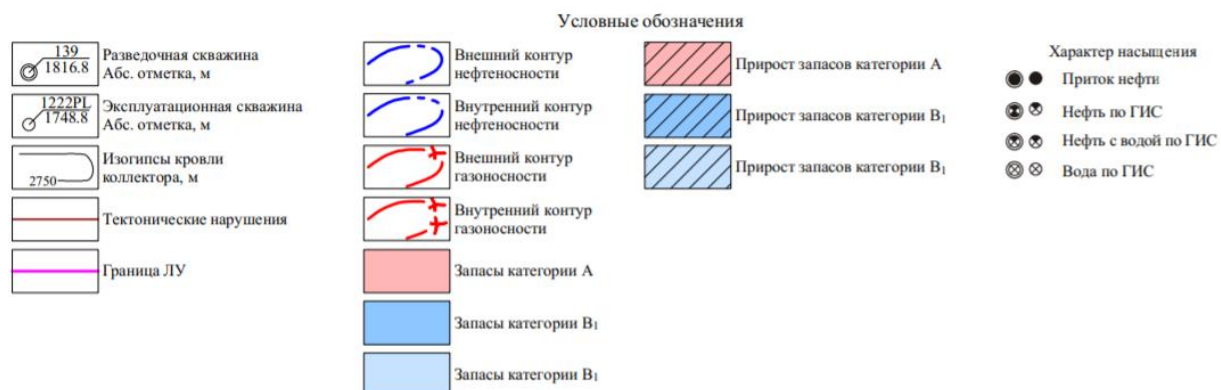 Условные обозначения
139
1816.8
Разведочная скважина
Абс. отметка, м
1222PL
1748.8
Эксплуатационная скважина
Абс. отметка, м
2750
Изогипсы кровли
коллектора, м
Тектонические нарушения
Граница ЛУ
Внешний контур
нефтеносности
Внутренний контур
нефтеносности
Внешний контур
газоносности
Внутренний контур
газоносности
Запасы категории А
Запасы категории В₁
Запасы категории В₁
Прирост запасов категории А
Прирост запасов категории В₁
Прирост запасов категории В₁
Характер насыщения
Приток нефти
Нефть по ГИС
Нефть с водой по ГИС
Вода по ГИС